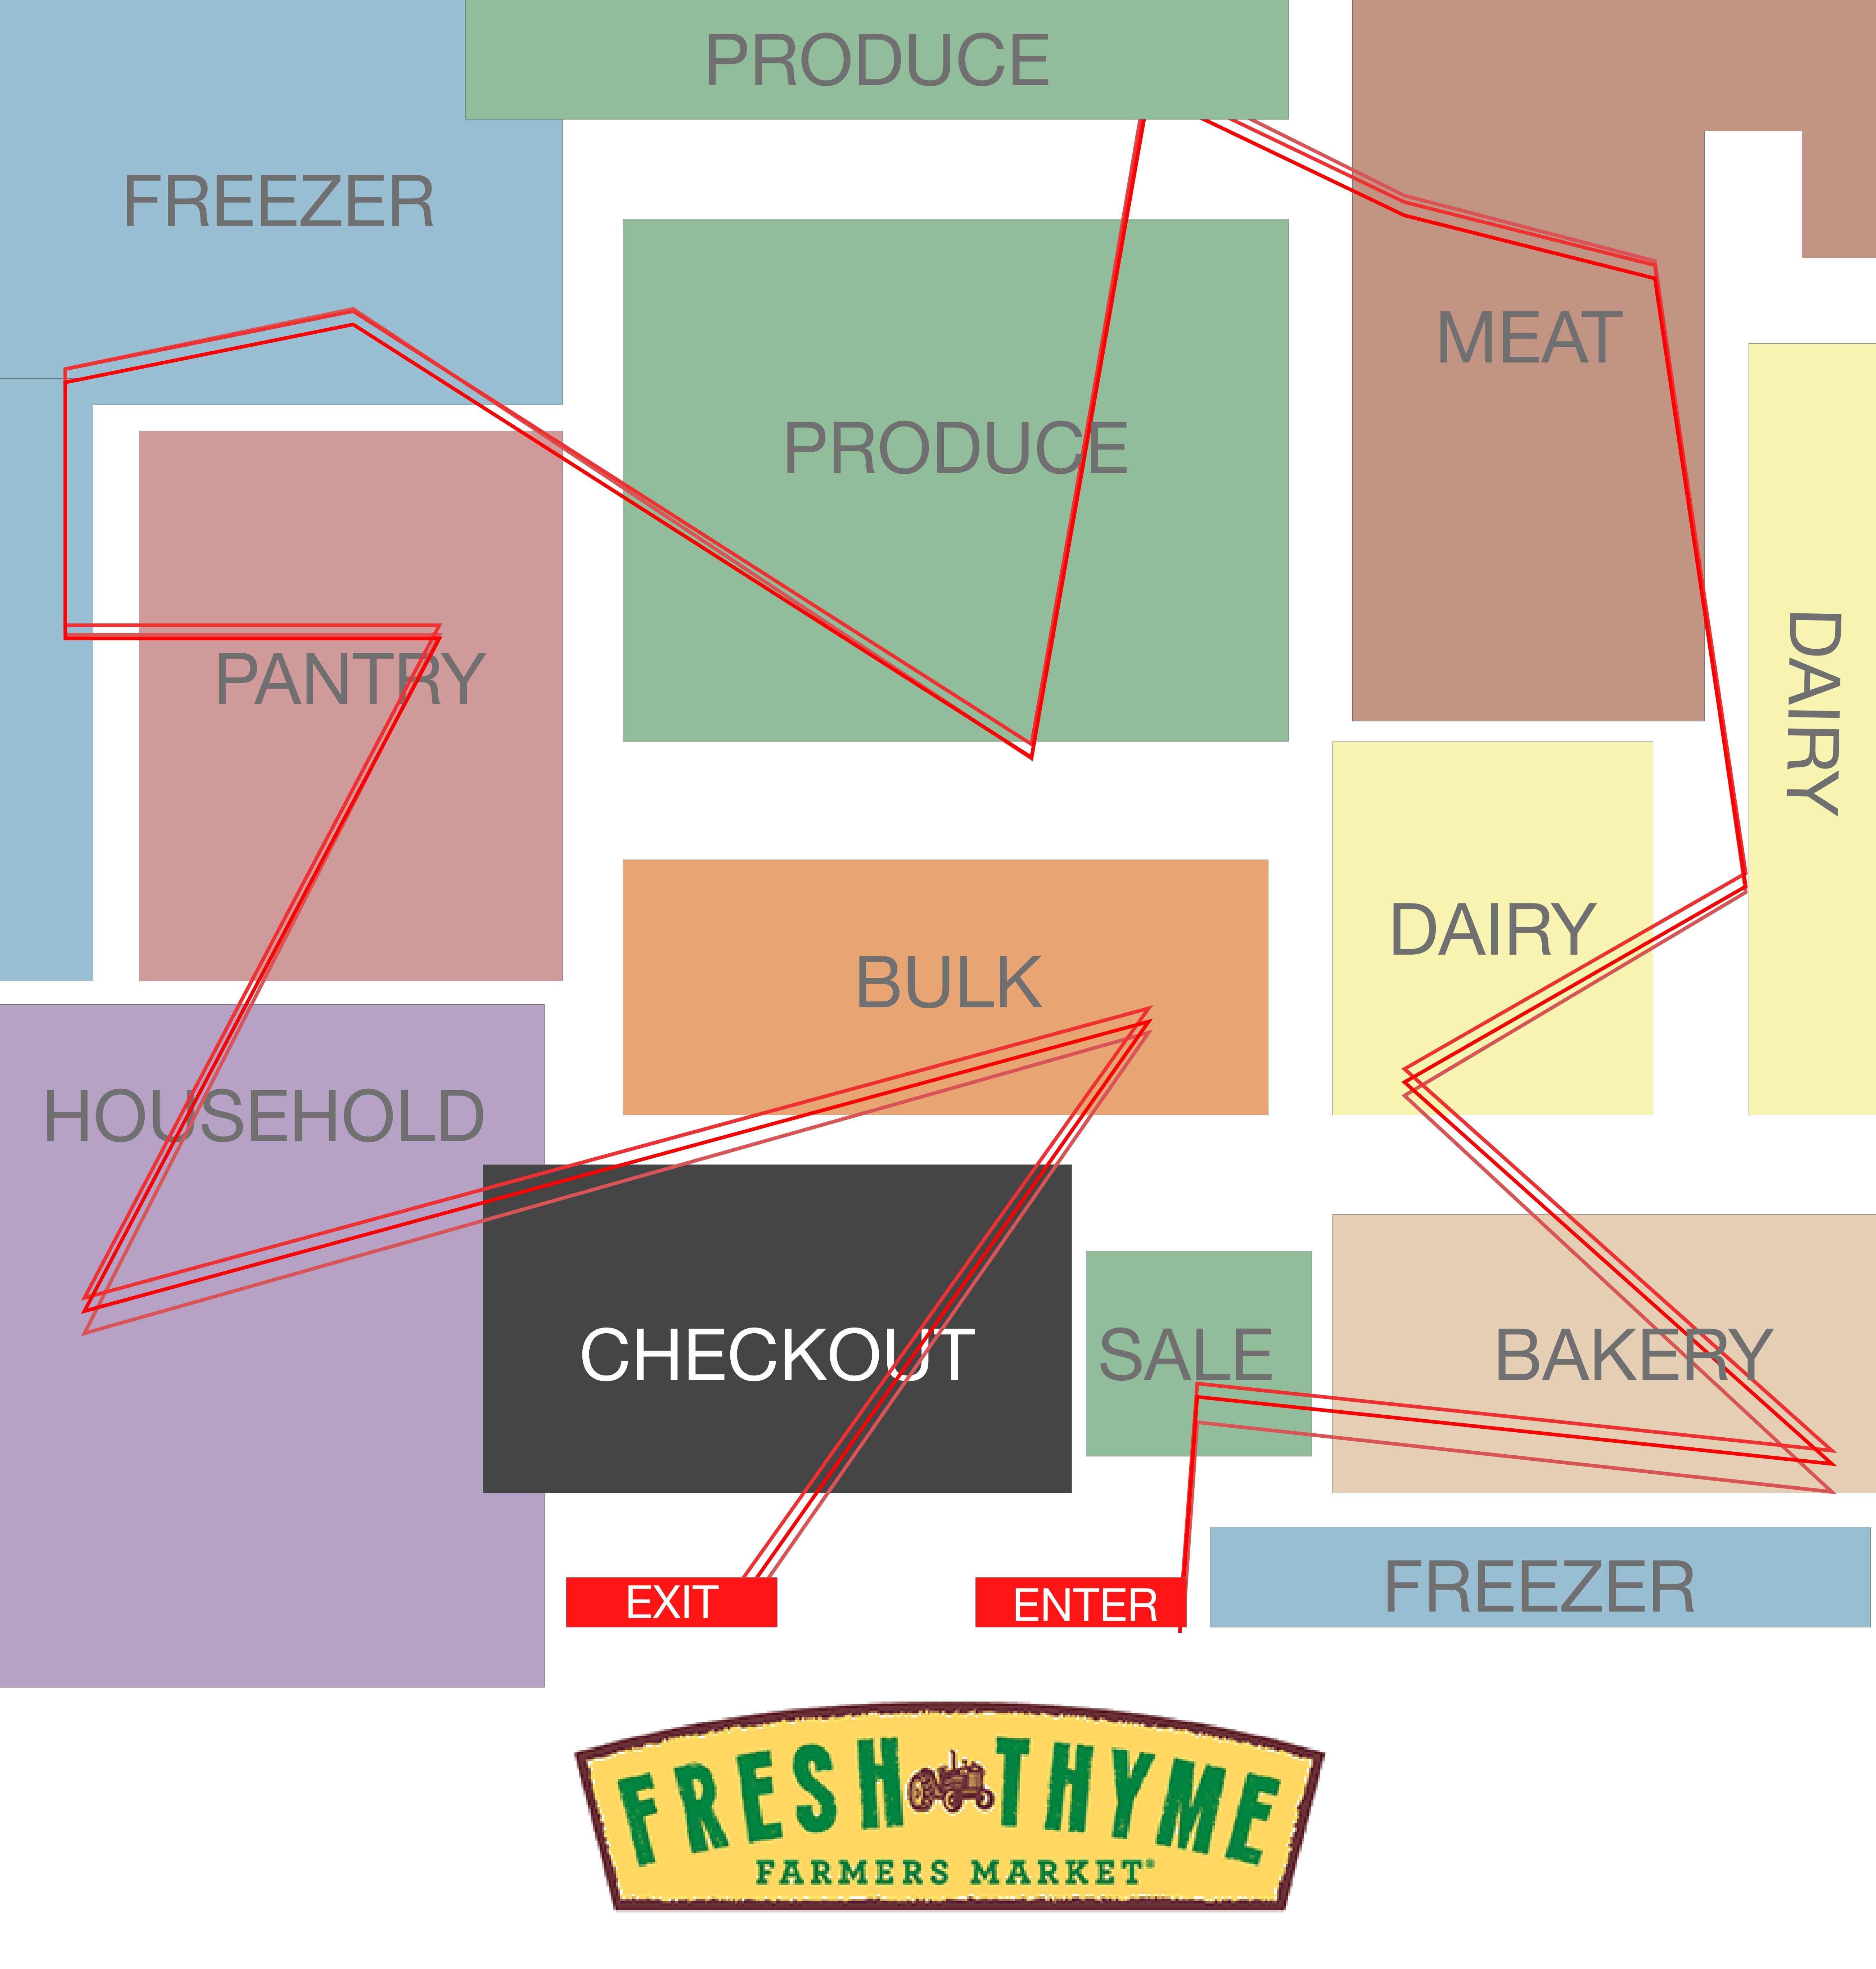 PRODUCE
FREEZER
MEAT
PRODUCE
DAIRY
PANTRY
DAIRY
BULK
HOUSEHOLD
CHECKOUT
SALE
BAKERY
FREEZER
EXIT
ENTER
FRESH THYME
FARMERS MARKET®